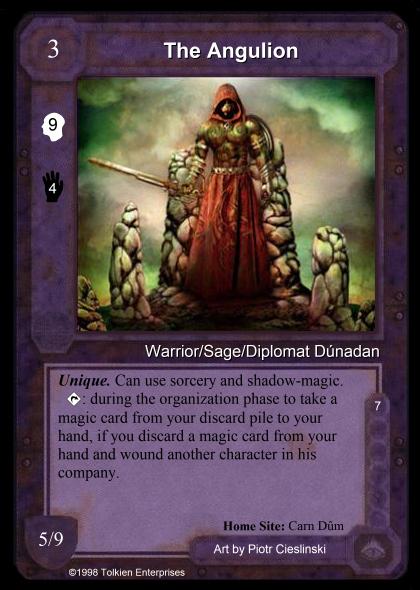 3
The Angulion
9
4
Warrior/Sage/Diplomat Dúnadan
Unique. Can use sorcery and shadow-magic.
: during the organization phase to take a
magic card from your discard pile to your
hand, if you discard a magic card from your
hand and wound another character in his
company.
7
Home Site: Carn Dûm
5/9
Art by Piotr Cieslinski
©1998 Tolkien Enterprises